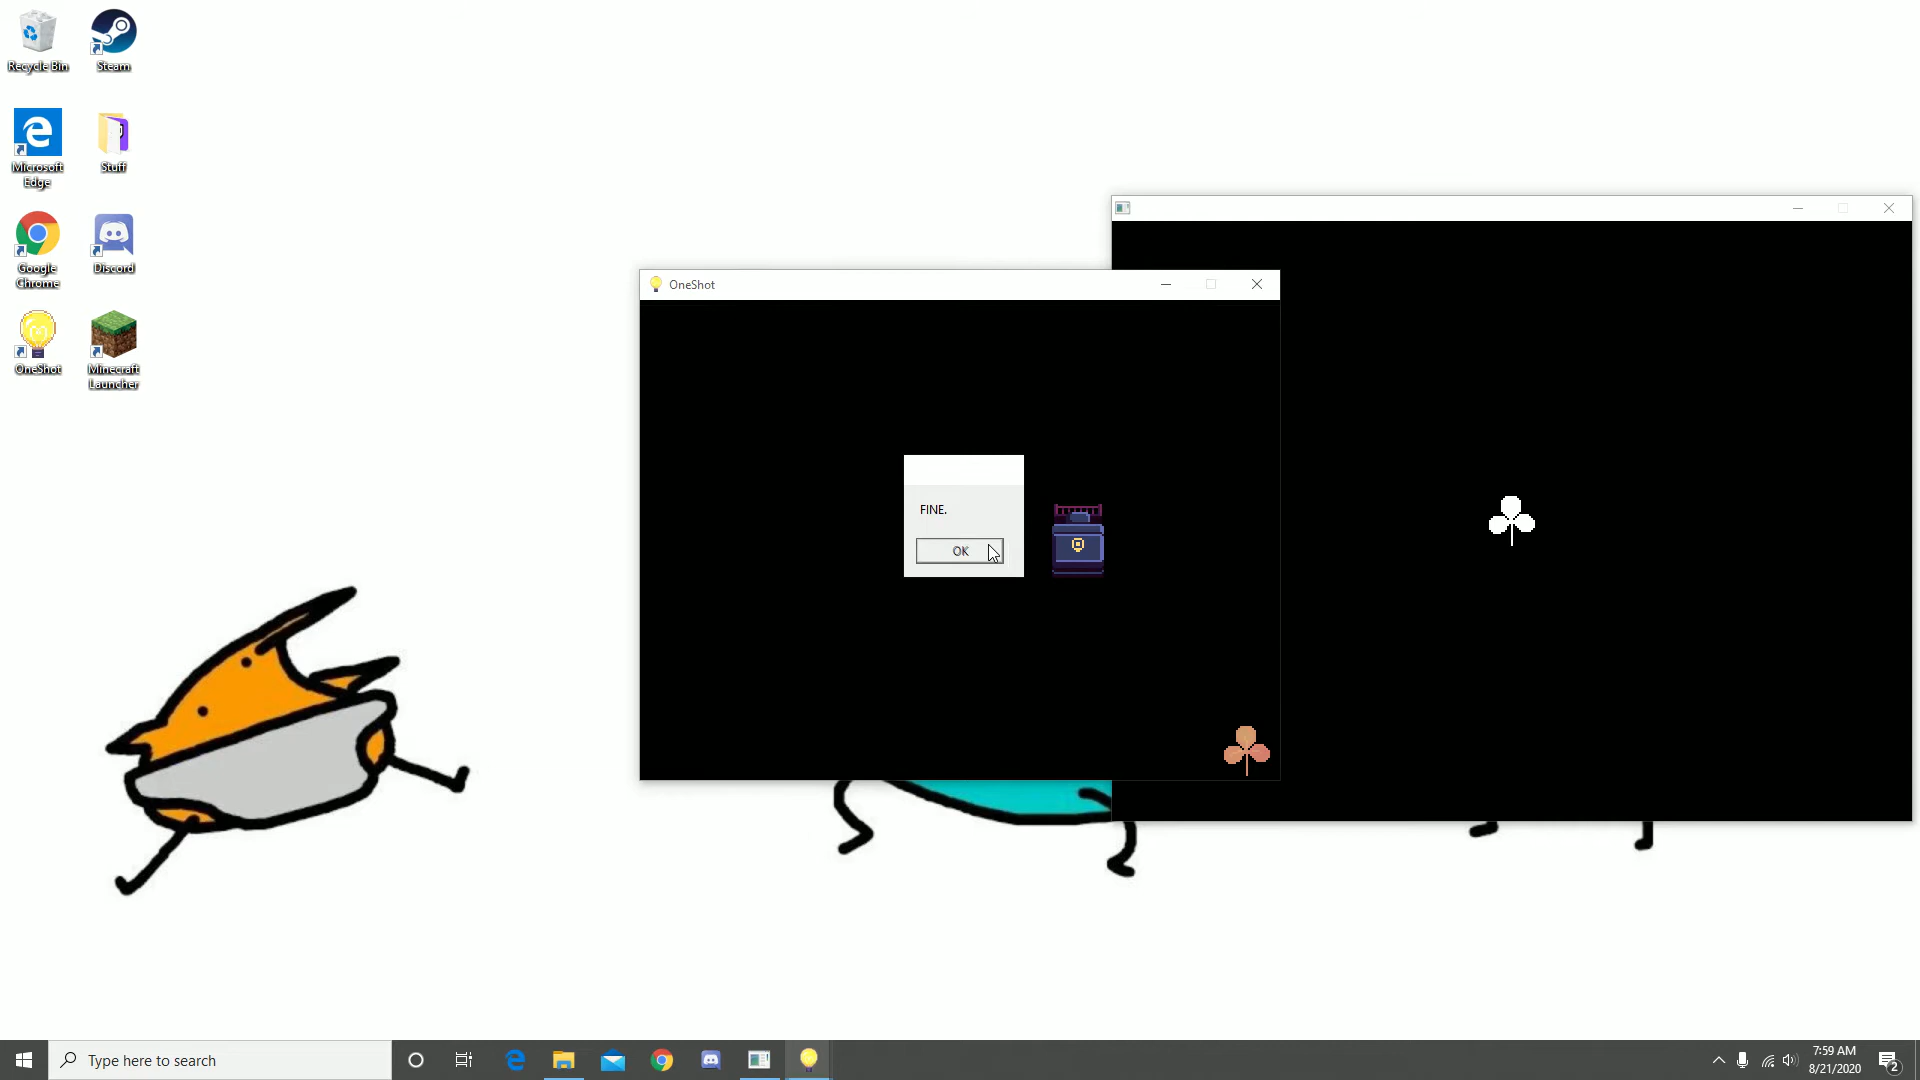 Recycle Bin
Steam
Microsoft
Edge
Stuff
Google
Chrome
Discord
OneShot
Minecraft
Launcher
OneShot
FINE.
OK
Type here to search
7:59 AM
8/21/2020
2